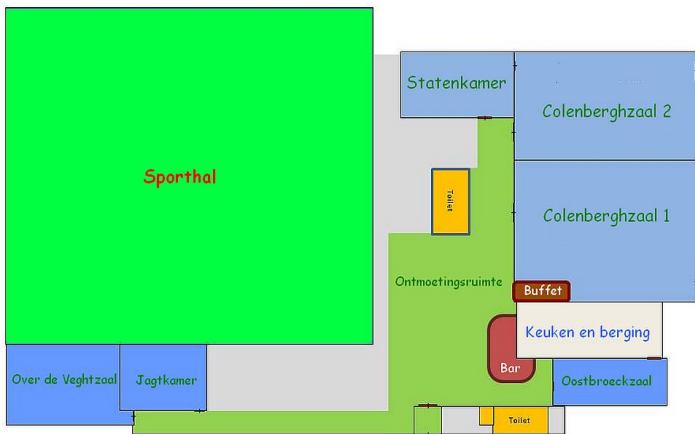 Statenkamer
Colenberghzaal 2
Sporthal
Toilet
Colenberghzaal 1
Ontmoetingsruimte
Buffet
Keuken en berging
Bar
Over de Veghtzaal
Jagtkamer
Oostbroeckzaal
Toilet